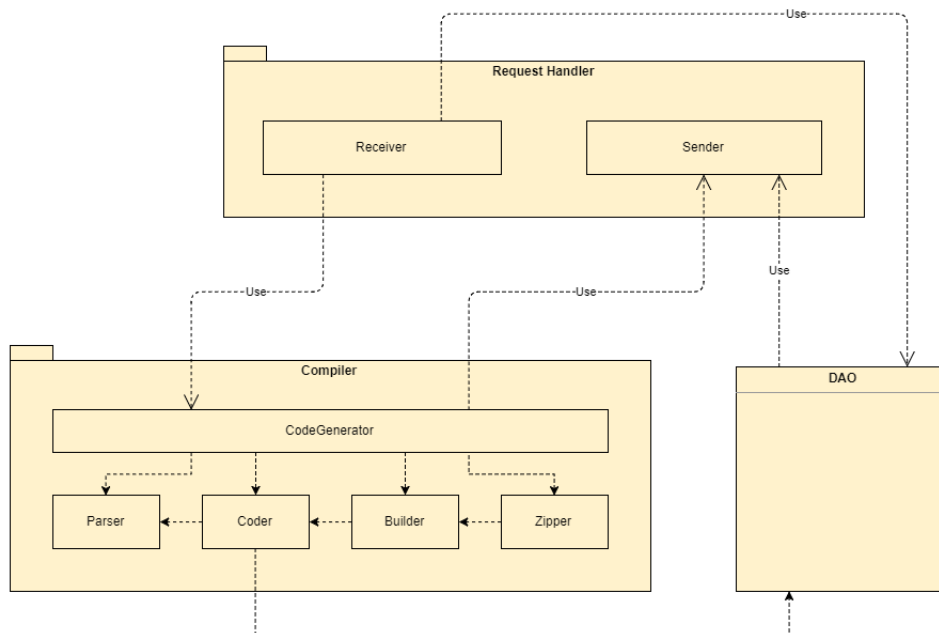 Use
Request Handler
Receiver
Sender
Use
Use
Use
Compiler
DAO
CodeGenerator
Parser
Coder
Builder
Zipper